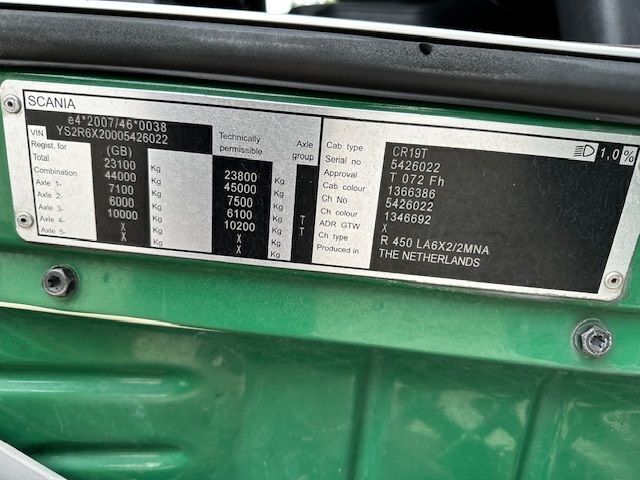 SCANIA
e4*2007/46*0038
VIN YS2R6X20005426022
Regist. for (GB) Technically permissible Axle group
Total 23100 Kg 23800 Kg
Combination 44000 Kg 45000 Kg
Axle 1- 7100 Kg 7500 Kg
Axle 2- 6000 Kg 6100 Kg T
Axle 3- 10000 Kg 10200 Kg T
Axle 4- X Kg X Kg
Axle 5- X Kg X Kg
1,0 %
Cab type CR19T
Serial no 5426022
Approval T 072 Fh
Cab colour 1366386
Ch No 5426022
Ch colour 1346692
ADR GTW X
Ch type R 450 LA6X2/2MNA
Produced in THE NETHERLANDS